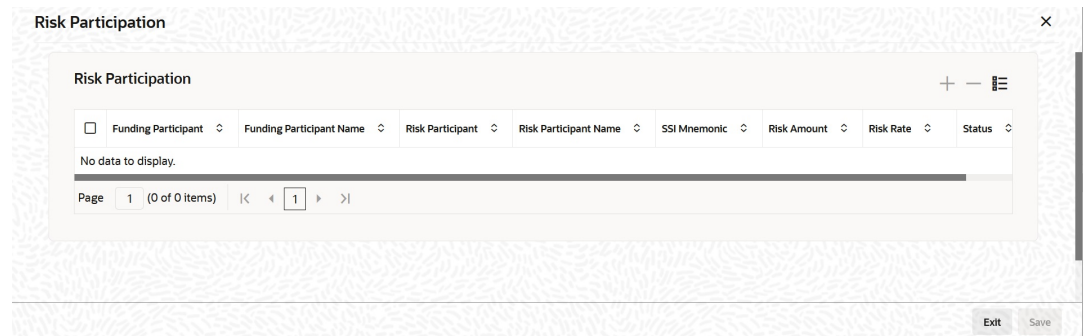 Risk Participation
Risk Participation
Funding Participant Funding Participant Name Risk Participant Risk Participant Name SSI Mnemonic Risk Amount Risk Rate Status
No data to display.
Page 1 (0 of 0 items) 1
Exit Save